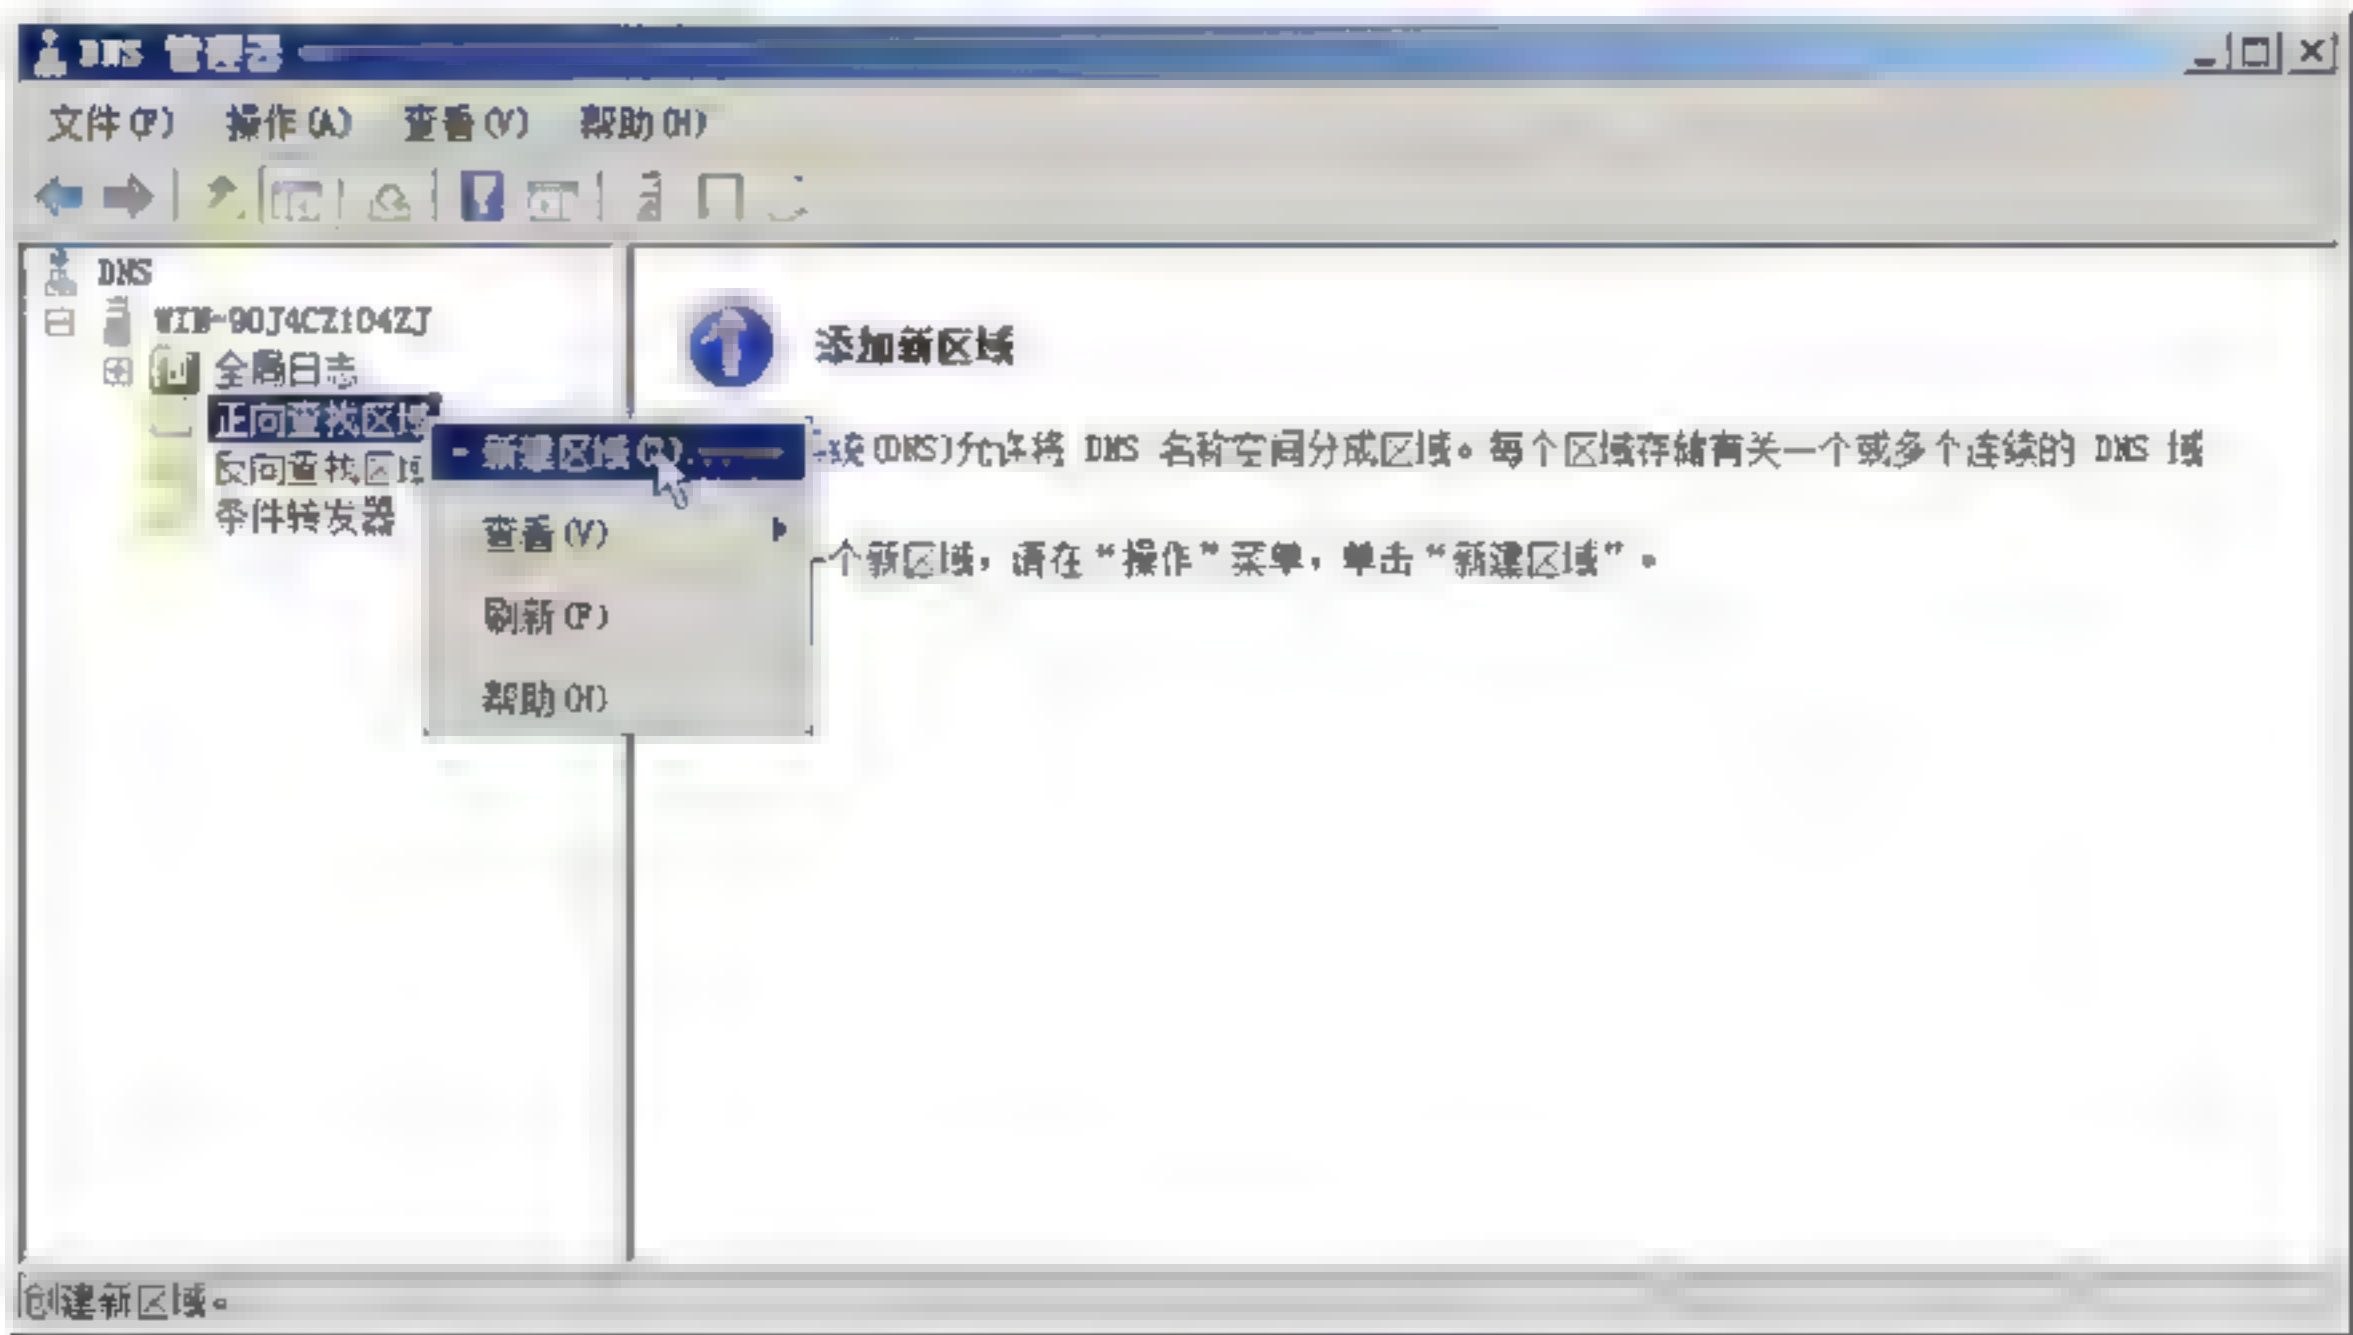 DNS 管理器
文件(F) 操作(A) 查看(V) 帮助(H)
DNS
全局日志
正向查找区域
反向查找区域
条件转发器
新建区域
查看(V)
刷新(F)
帮助(H)
添加新区域
统(DNS)允许将 DNS 名称空间分成区域。每个区域存储有关一个或多个连续的 DNS 域
个新区域，请在“操作”菜单，单击“新建区域”。
创建新区域。